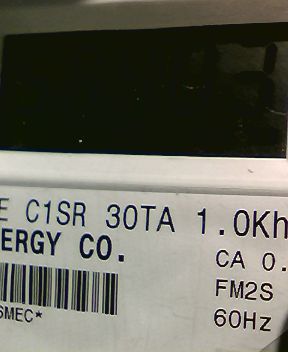 E C1SR 30TA 1.0Kh
ERGY CO.
CA 0.
FM2S
SMEC*
60Hz